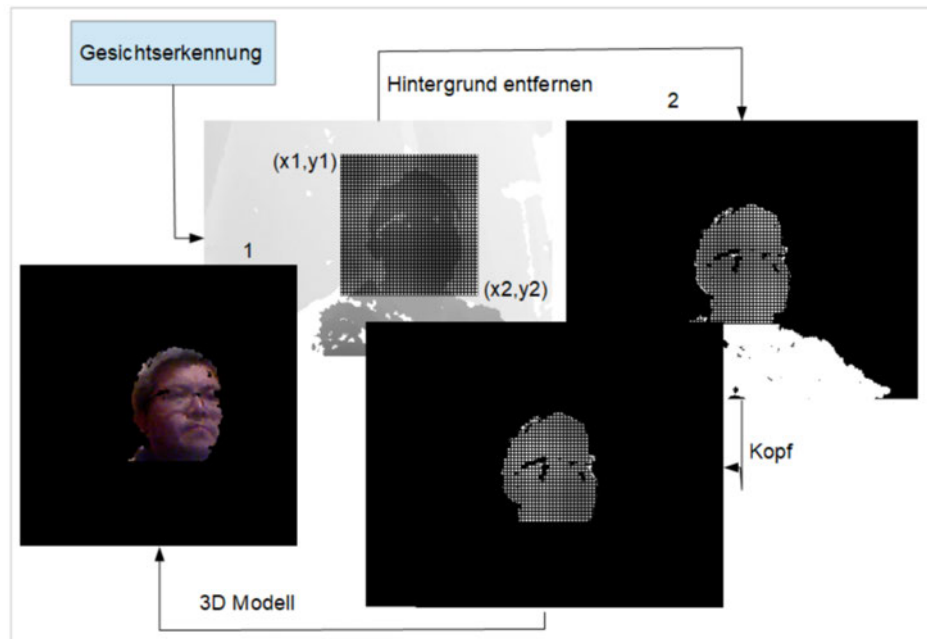 Gesichtserkennung
Hintergrund entfernen
2
(x1,y1)
1
(x2,y2)
Kopf
3D Modell